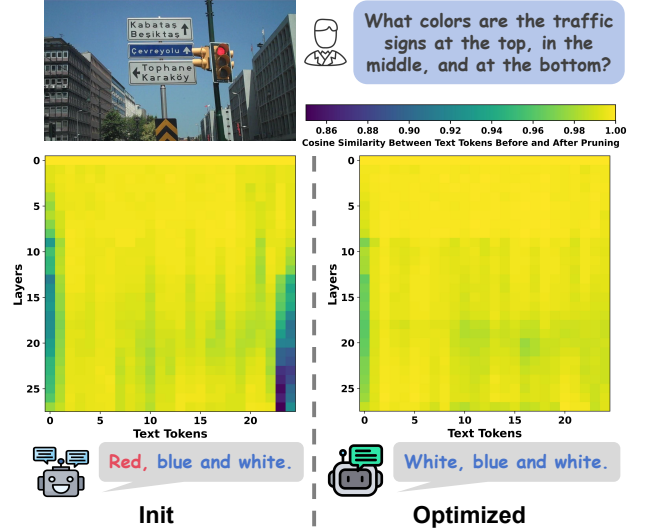 Kabataş
Beşiktaş
Çevreyolu
Tophane
Karaköy
What colors are the traffic
signs at the top, in the
middle, and at the bottom?
0.86 0.88 0.90 0.92 0.94 0.96 0.98 1.00
Cosine Similarity Between Text Tokens Before and After Pruning
Layers
0
5
10
15
20
25
0 5 10 15 20
Text Tokens
Layers
0
5
10
15
20
25
0 5 10 15 20
Text Tokens
Red, blue and white.
White, blue and white.
Init
Optimized